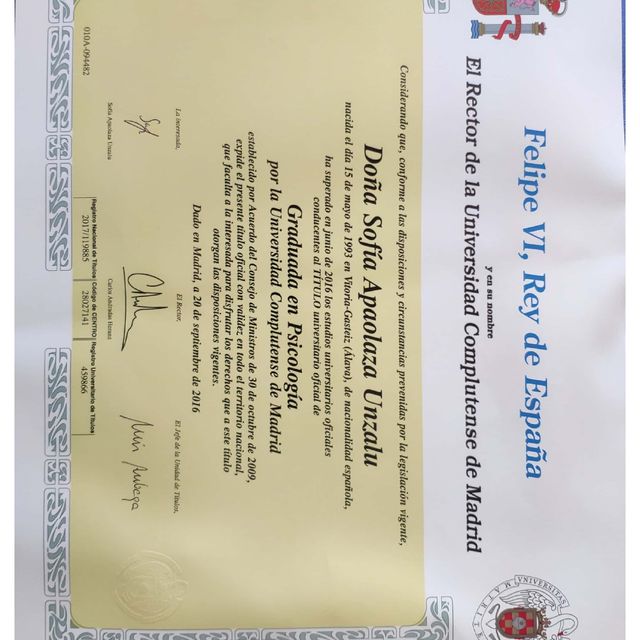 Felipe VI, Rey de España
y en su nombre
El Rector de la Universidad Complutense de Madrid
Considerando que, conforme a las disposiciones y circunstancias prevenidas por la legislación vigente,
Doña Sofía Apaolaza Unzalu
nacida el día 15 de mayo de 1993 en Vitoria-Gasteiz (Álava), de nacionalidad española,
ha superado en junio de 2016 los estudios universitarios oficiales
conducentes al TÍTULO universitario oficial de
Graduada en Psicología
por la Universidad Complutense de Madrid
establecido por Acuerdo del Consejo de Ministros de 30 de octubre de 2009,
expide el presente título oficial con validez en todo el territorio nacional,
que faculta a la interesada para disfrutar los derechos que a este título
otorgan las disposiciones vigentes.
Dado en Madrid, a 20 de septiembre de 2016
La interesada,
El Rector,
El Jefe de la Unidad de Títulos,
Sofía Apaolaza Unzalu
Carlos Andradas Heranz
Registro Nacional de Títulos
Código de CENTRO
Registro Universitario de Títulos
2017/119885
28027141
459866
010A-094482
VNIVERSITAS